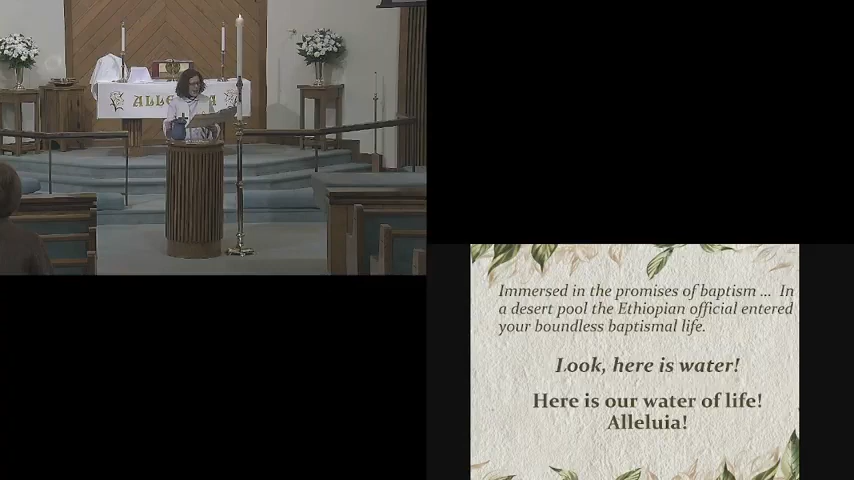 ALLELUIA
Immersed in the promises of baptism ... In
a desert pool the Ethiopian official entered
your boundless baptismal life.
Look, here is water!
Here is our water of life!
Alleluia!